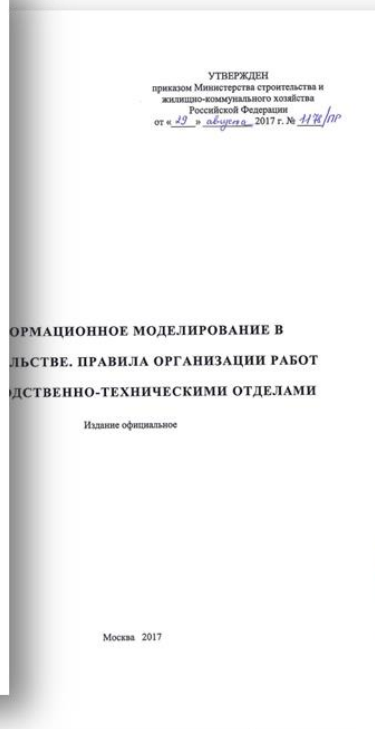 УТВЕРЖДЕН
приказом Министерства строительства и
жилищно-коммунального хозяйства
Российской Федерации
от « 29 » августа 2017 г. № 1178/пр
ОРМАЦИОННОЕ МОДЕЛИРОВАНИЕ В
ЛЬСТВЕ. ПРАВИЛА ОРГАНИЗАЦИИ РАБОТ
ОДСТВЕННО-ТЕХНИЧЕСКИМИ ОТДЕЛАМИ
Издание официальное
Москва 2017